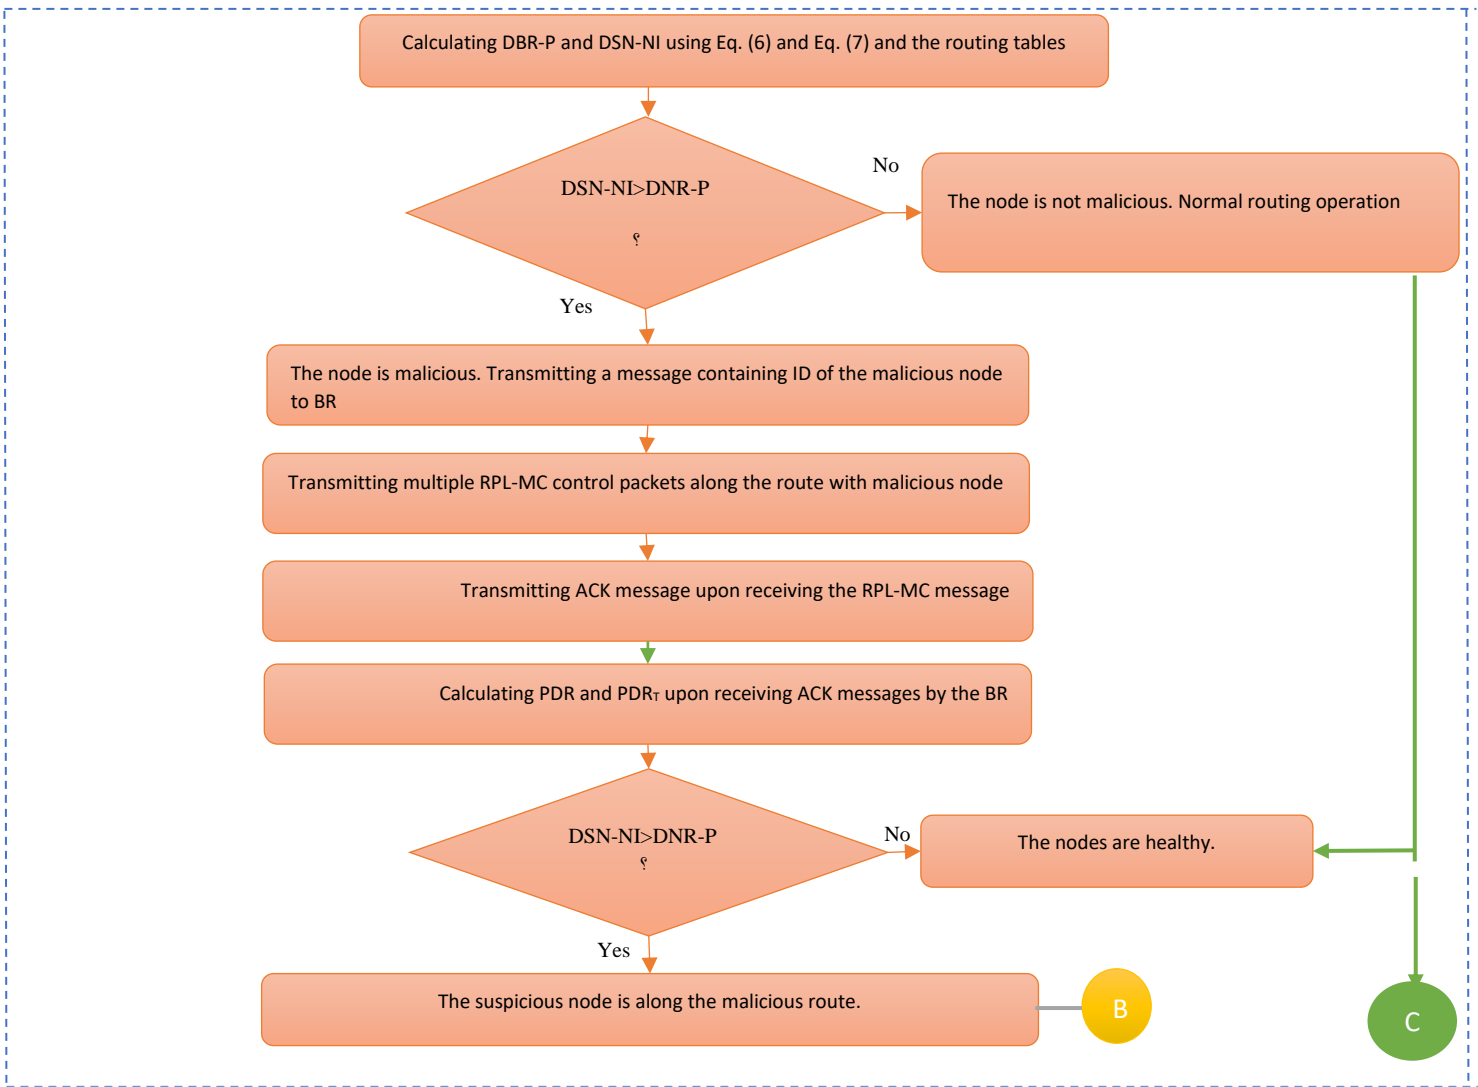 Calculating DBR-P and DSN-NI using Eq. (6) and Eq. (7) and the routing tables
DSN-NI>DNR-P
؟
No
The node is not malicious. Normal routing operation
Yes
The node is malicious. Transmitting a message containing ID of the malicious node
to BR
Transmitting multiple RPL-MC control packets along the route with malicious node
Transmitting ACK message upon receiving the RPL-MC message
Calculating PDR and PDRT upon receiving ACK messages by the BR
DSN-NI>DNR-P
؟
No
The nodes are healthy.
Yes
The suspicious node is along the malicious route.
B
C